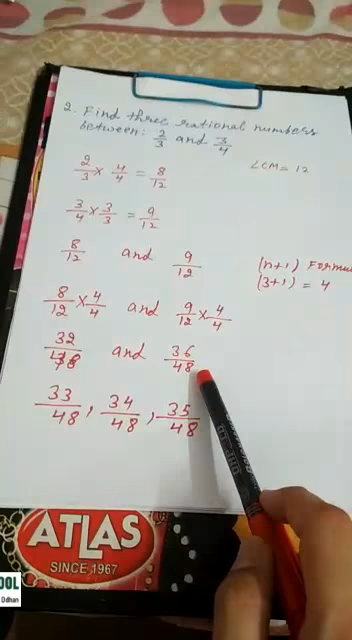 2. Find three rational numbers
between: 2/3 and 3/4
2/3 × 4/4 = 8/12
LCM = 12
3/4 × 3/3 = 9/12
8/12 and 9/12
(n+1) Formu
(3+1) = 4
8/12 × 4/4 and 9/12 × 4/4
32/48 and 36/48
33/48, 34/48, 35/48
ATLAS
SINCE 1967
OOL
Ddhan